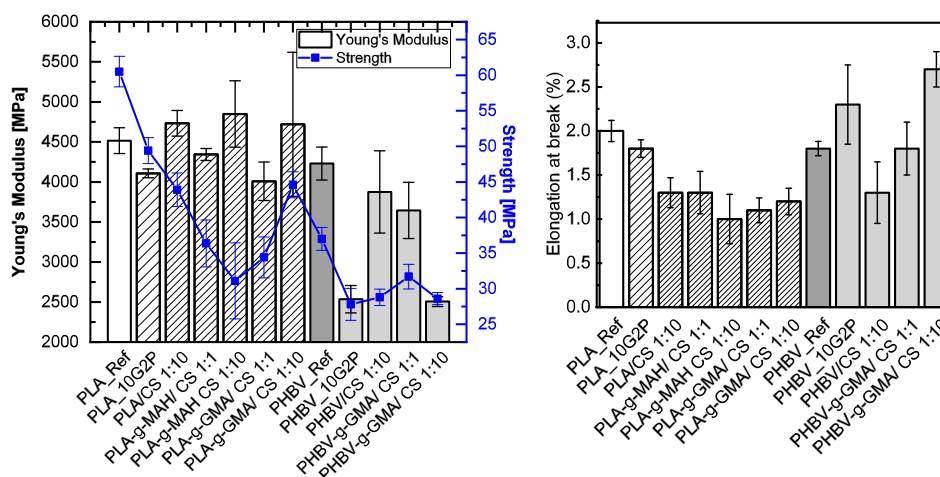 6000
5500
5000
4500
4000
3500
3000
2500
2000
Young's Modulus [MPa]
Young's Modulus
Strength
65
60
55
50
45
40
35
30
25
Strength [MPa]
PLA_Ref
PLA_10G2P
PLA/CS 1:10
PLA-g-MAH/ CS 1:1
PLA-g-MAH CS 1:10
PLA-g-GMA/ CS 1:1
PLA-g-GMA/ CS 1:10
PHBV_Ref
PHBV_10G2P
PHBV/CS 1:10
PHBV-g-GMA/ CS 1:1
PHBV-g-GMA/ CS 1:10
3.0
2.5
2.0
1.5
1.0
0.5
0.0
Elongation at break (%)
PLA_Ref
PLA_10G2P
PLA/CS 1:10
PLA-g-MAH/ CS 1:1
PLA-g-MAH CS 1:10
PLA-g-GMA/ CS 1:1
PLA-g-GMA/ CS 1:10
PHBV_Ref
PHBV_10G2P
PHBV/CS 1:10
PHBV-g-GMA/ CS 1:1
PHBV-g-GMA/ CS 1:10